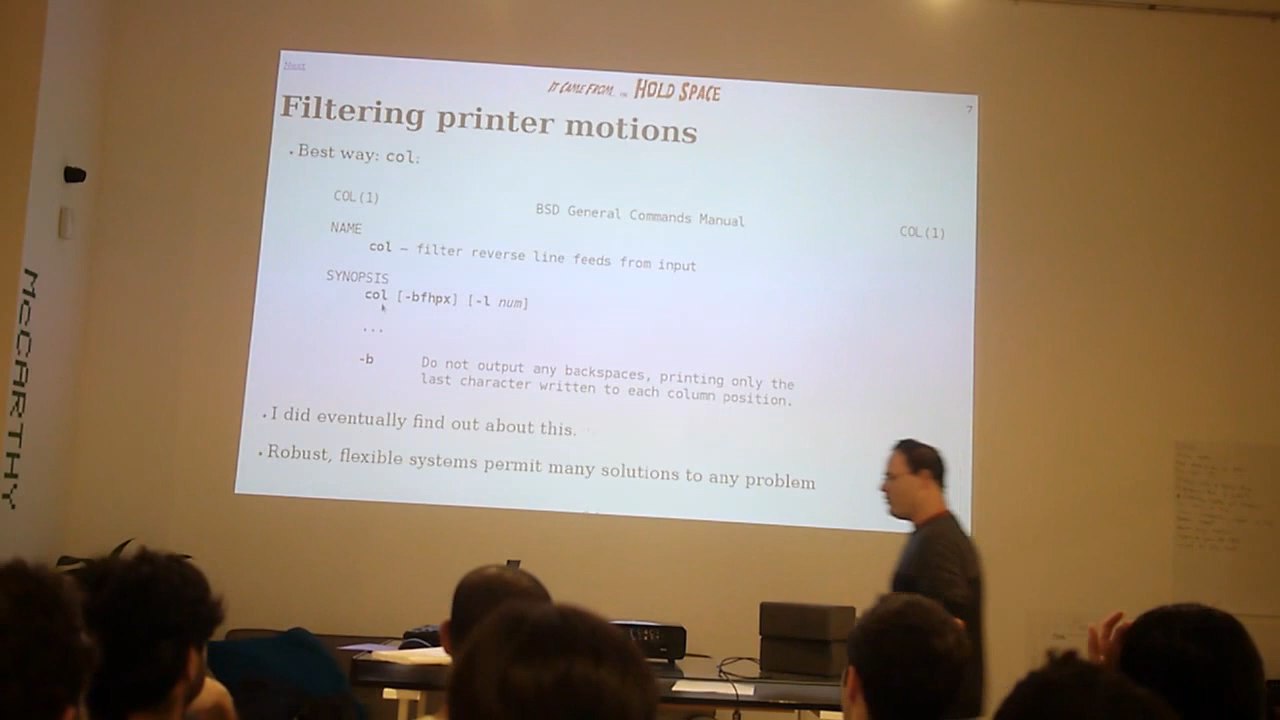 Next
IT CAME FROM ... HOLD SPACE
7
Filtering printer motions
• Best way: col:
COL(1) BSD General Commands Manual COL(1)
NAME
col – filter reverse line feeds from input
SYNOPSIS
col [-bfhpx] [-l num]
...
-b Do not output any backspaces, printing only the
last character written to each column position.
• I did eventually find out about this.
• Robust, flexible systems permit many solutions to any problem
McCARTHY